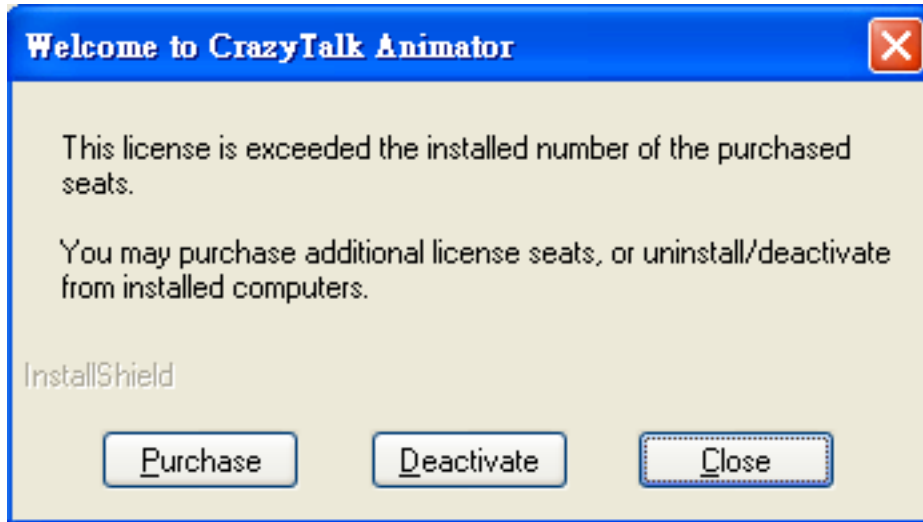 Welcome to CrazyTalk Animator
This license is exceeded the installed number of the purchased
seats.
You may purchase additional license seats, or uninstall/deactivate
from installed computers.
InstallShield
Purchase Deactivate Close